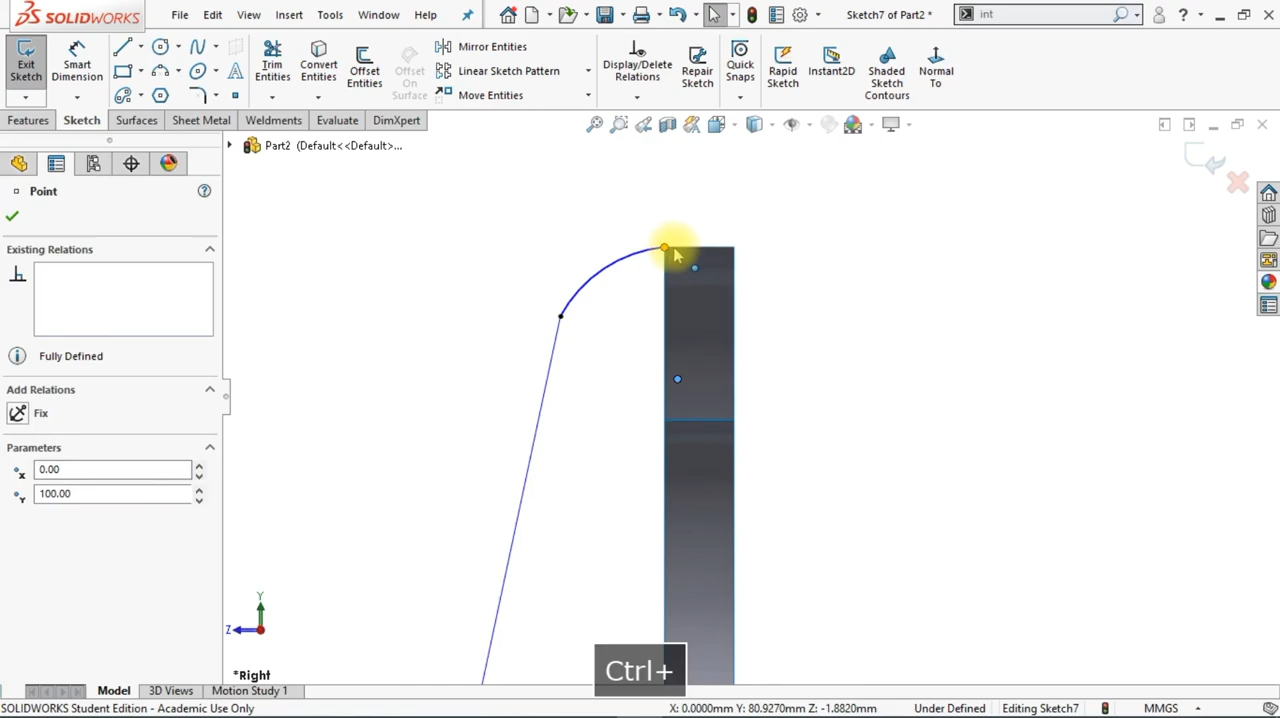 SOLIDWORKS
File Edit View Insert Tools Window Help
Sketch7 of Part2 *
int
Exit Sketch
Smart Dimension
Trim Entities
Convert Entities
Offset Entities
Offset On Surface
Mirror Entities
Linear Sketch Pattern
Move Entities
Display/Delete Relations
Repair Sketch
Quick Snaps
Rapid Sketch
Instant2D
Shaded Sketch Contours
Normal To
Features Sketch Surfaces Sheet Metal Weldments Evaluate DimXpert
Part2 (Default<<Default>...
Point
Existing Relations
Fully Defined
Add Relations
Fix
Parameters
x 0.00
Y 100.00
Y
Z
*Right
Ctrl+
Model 3D Views Motion Study 1
SOLIDWORKS Student Edition - Academic Use Only
X: 0.0000mm Y: 80.9270mm Z: -1.8820mm Under Defined Editing Sketch7 MMGS